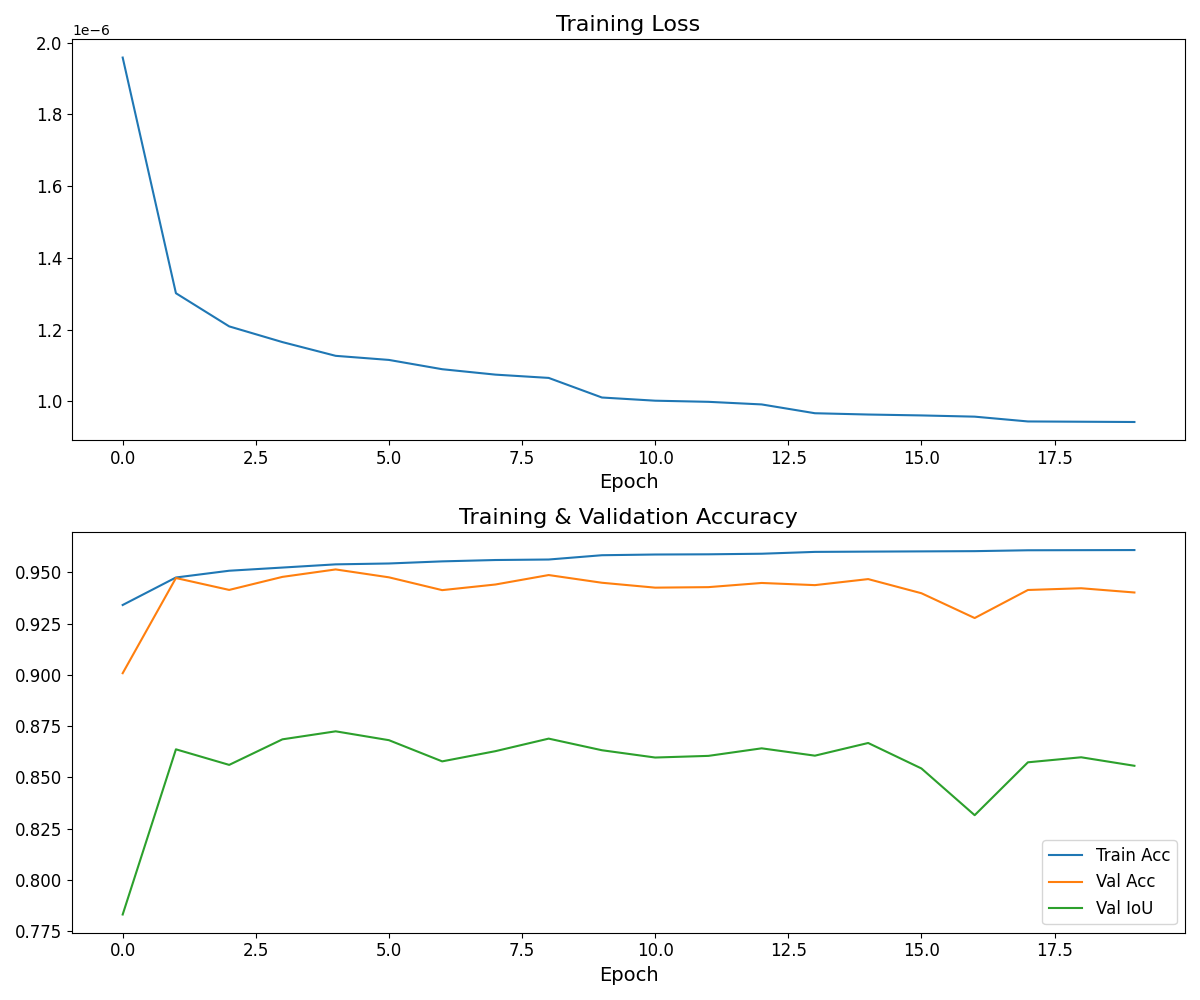 Training Loss
1e−6
2.0
1.8
1.6
1.4
1.2
1.0
0.0 2.5 5.0 7.5 10.0 12.5 15.0 17.5
Epoch
Training & Validation Accuracy
0.950
0.925
0.900
0.875
0.850
0.825
0.800
0.775
Train Acc
Val Acc
Val IoU
0.0 2.5 5.0 7.5 10.0 12.5 15.0 17.5
Epoch